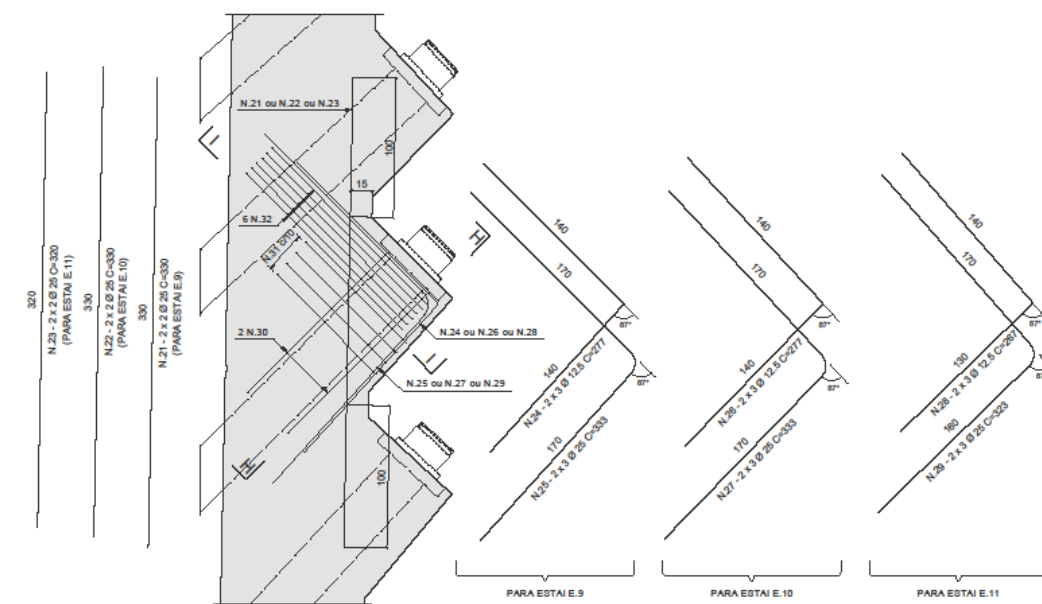 320
N.23 - 2 x 2 Ø 25 C=320
(PARA ESTAI E.11)
330
N.22 - 2 x 2 Ø 25 C=330
(PARA ESTAI E.10)
330
N.21 - 2 x 2 Ø 25 C=330
(PARA ESTAI E.9)
N.21 ou N.22 ou N.23
I
100
15
6 N.32
N.31 c/10
H
2 N.30
N.24 ou N.26 ou N.28
I
N.25 ou N.27 ou N.29
H
100
140
170
87°
140
N.24 - 2 x 3 Ø 12.5 C=277
87°
170
N.25 - 2 x 3 Ø 25 C=333
PARA ESTAI E.9
140
170
87°
140
N.26 - 2 x 3 Ø 12.5 C=277
87°
170
N.27 - 2 x 3 Ø 25 C=333
PARA ESTAI E.10
140
170
87°
130
N.28 - 2 x 3 Ø 12.5 C=267
87°
160
N.29 - 2 x 3 Ø 25 C=323
PARA ESTAI E.11